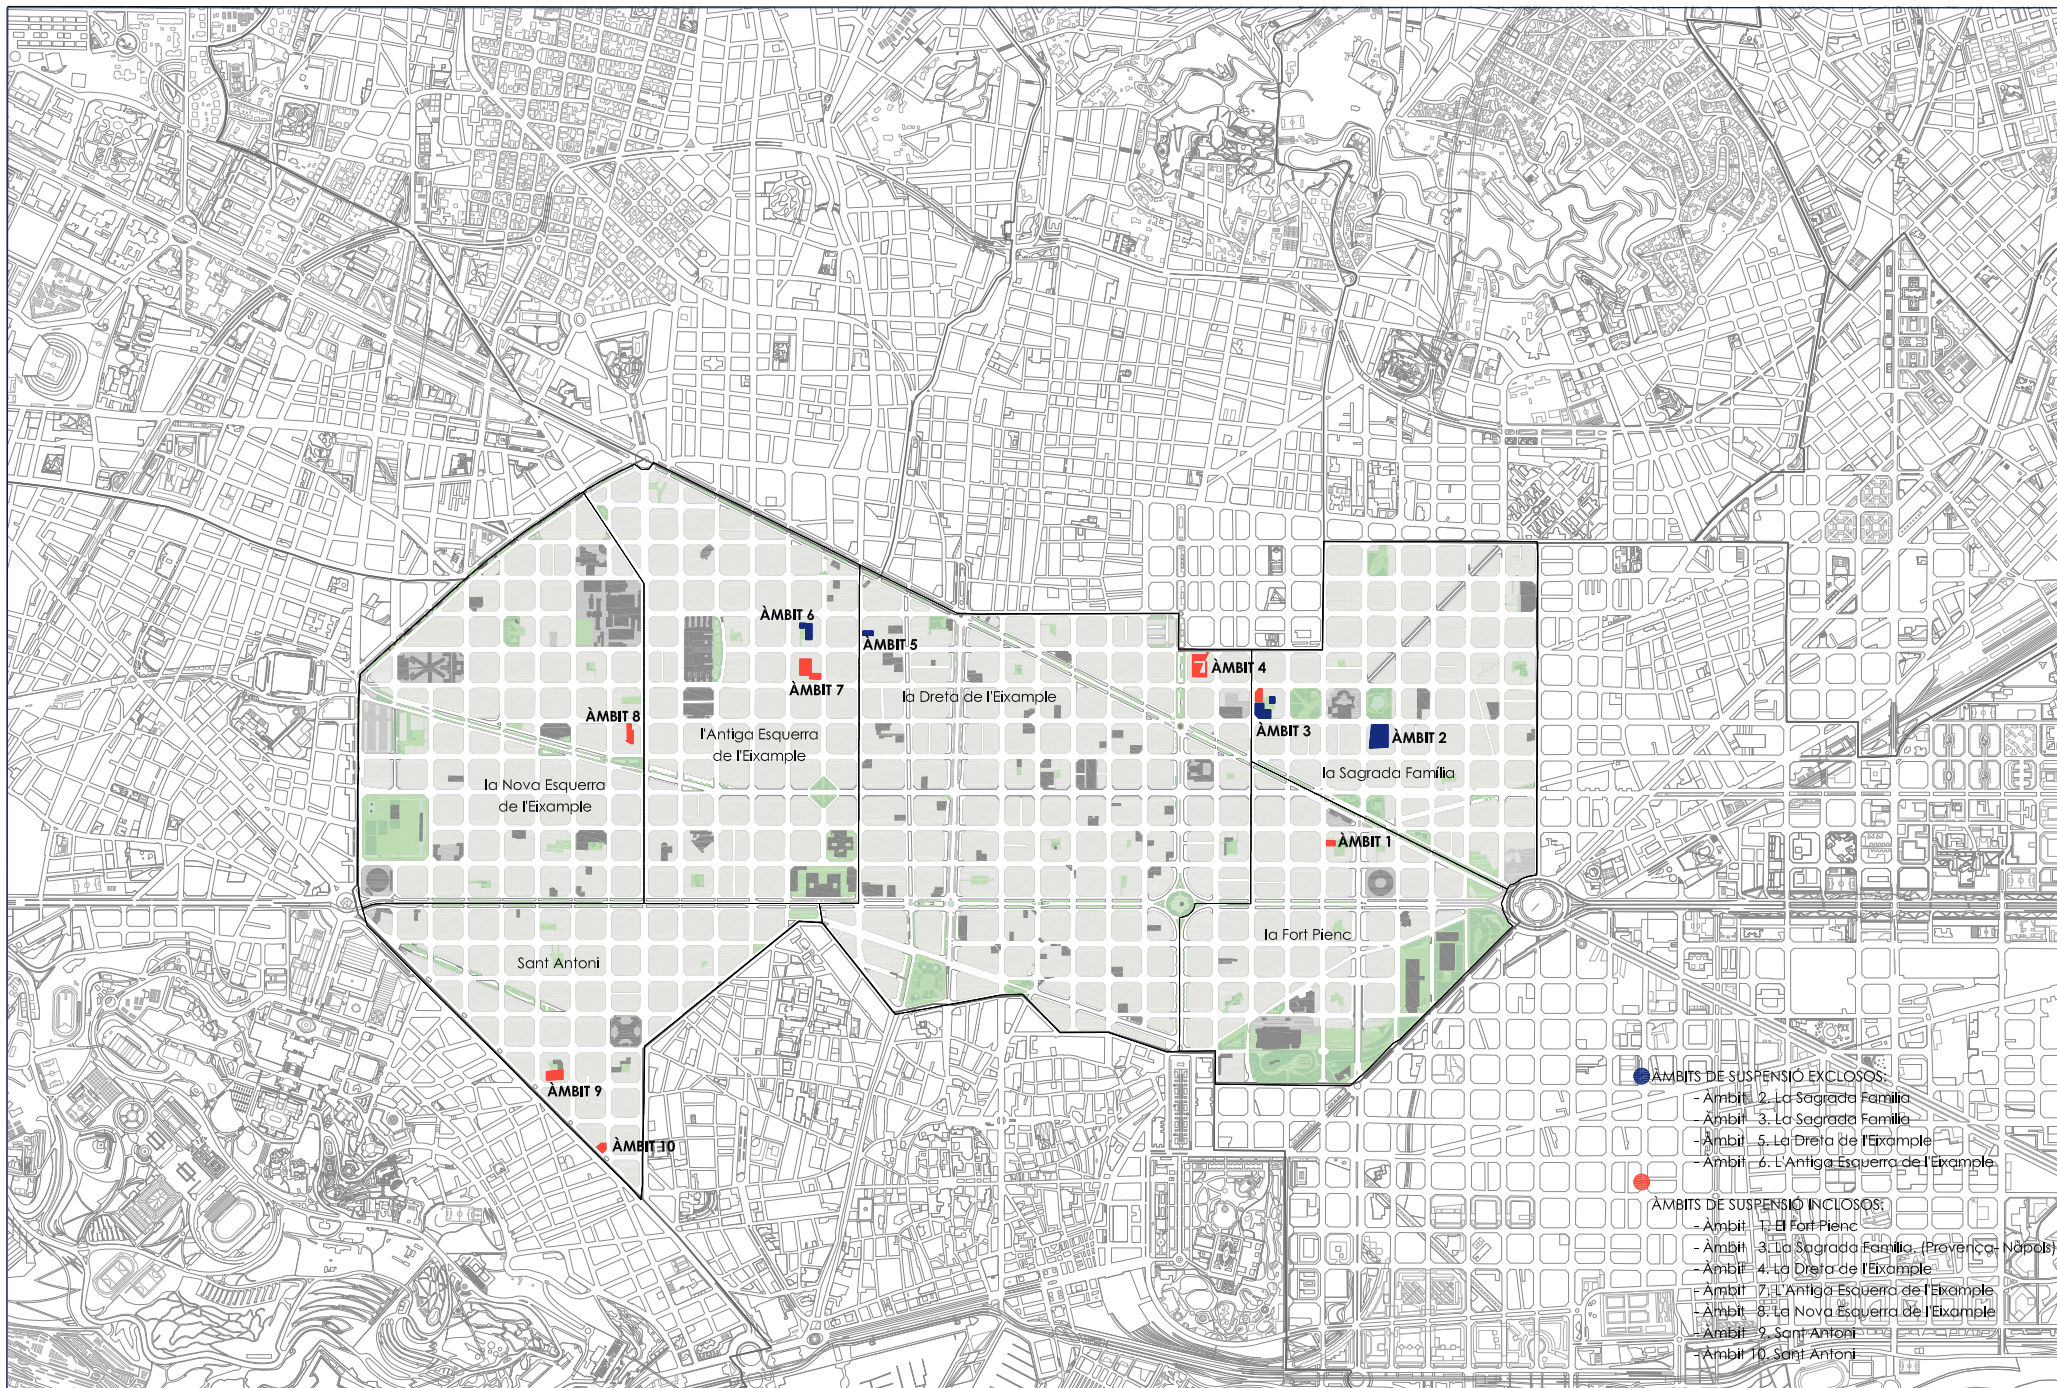 ÀMBIT 6
ÀMBIT 5
ÀMBIT 4
ÀMBIT 7
la Dreta de l'Eixample
ÀMBIT 8
ÀMBIT 3
ÀMBIT 2
l'Antiga Esquerra
de l'Eixample
la Sagrada Família
la Nova Esquerra
de l'Eixample
ÀMBIT 1
la Fort Pienc
Sant Antoni
ÀMBIT 9
ÀMBIT 10
ÀMBITS DE SUSPENSIÓ EXCLOSOS:
- Àmbit 2. La Sagrada Família
- Àmbit 3. La Sagrada Família
- Àmbit 5. La Dreta de l'Eixample
- Àmbit 6. L'Antiga Esquerra de l'Eixample
ÀMBITS DE SUSPENSIÓ INCLOSOS:
- Àmbit 1. El Fort Pienc
- Àmbit 3. La Sagrada Família. (Provença- Nàpols)
- Àmbit 4. La Dreta de l'Eixample
- Àmbit 7. L'Antiga Esquerra de l'Eixample
- Àmbit 8. La Nova Esquerra de l'Eixample
- Àmbit 9. Sant Antoni
- Àmbit 10. Sant Antoni